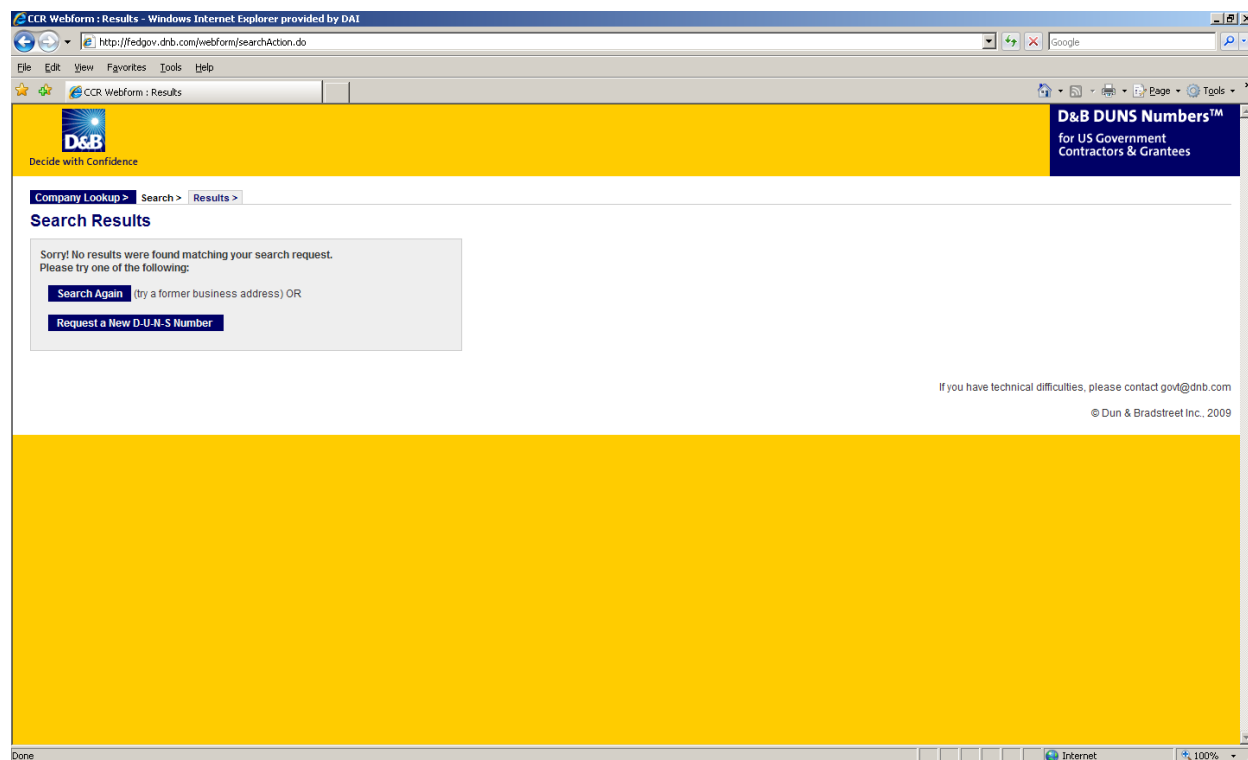 CCR Webform : Results - Windows Internet Explorer provided by DAI
http://fedgov.dnb.com/webform/searchAction.do
Google
File Edit View Favorites Tools Help
CCR Webform : Results
Page Tools
D&B
Decide with Confidence
D&B DUNS Numbers™
for US Government
Contractors & Grantees
Company Lookup > Search > Results >
Search Results
Sorry! No results were found matching your search request.
Please try one of the following:
Search Again (try a former business address) OR
Request a New D-U-N-S Number
If you have technical difficulties, please contact govt@dnb.com
© Dun & Bradstreet Inc., 2009
Done
Internet
100%